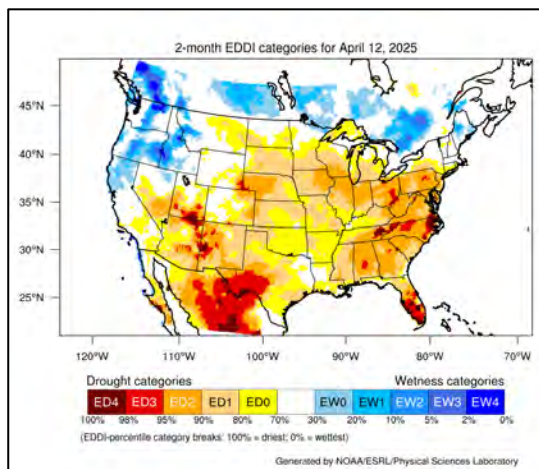 2-month EDDI categories for April 12, 2025
45°N
40°N
35°N
30°N
25°N
120°W 110°W 100°W 90°W 80°W 70°W
Drought categories Wetness categories
ED4 ED3 ED2 ED1 ED0 EW0 EW1 EW2 EW3 EW4
100% 98% 95% 90% 80% 70% 30% 20% 10% 5% 2% 0%
(EDDI-percentile category breaks: 100% = driest; 0% = wettest)
Generated by NOAA/ESRL/Physical Sciences Laboratory